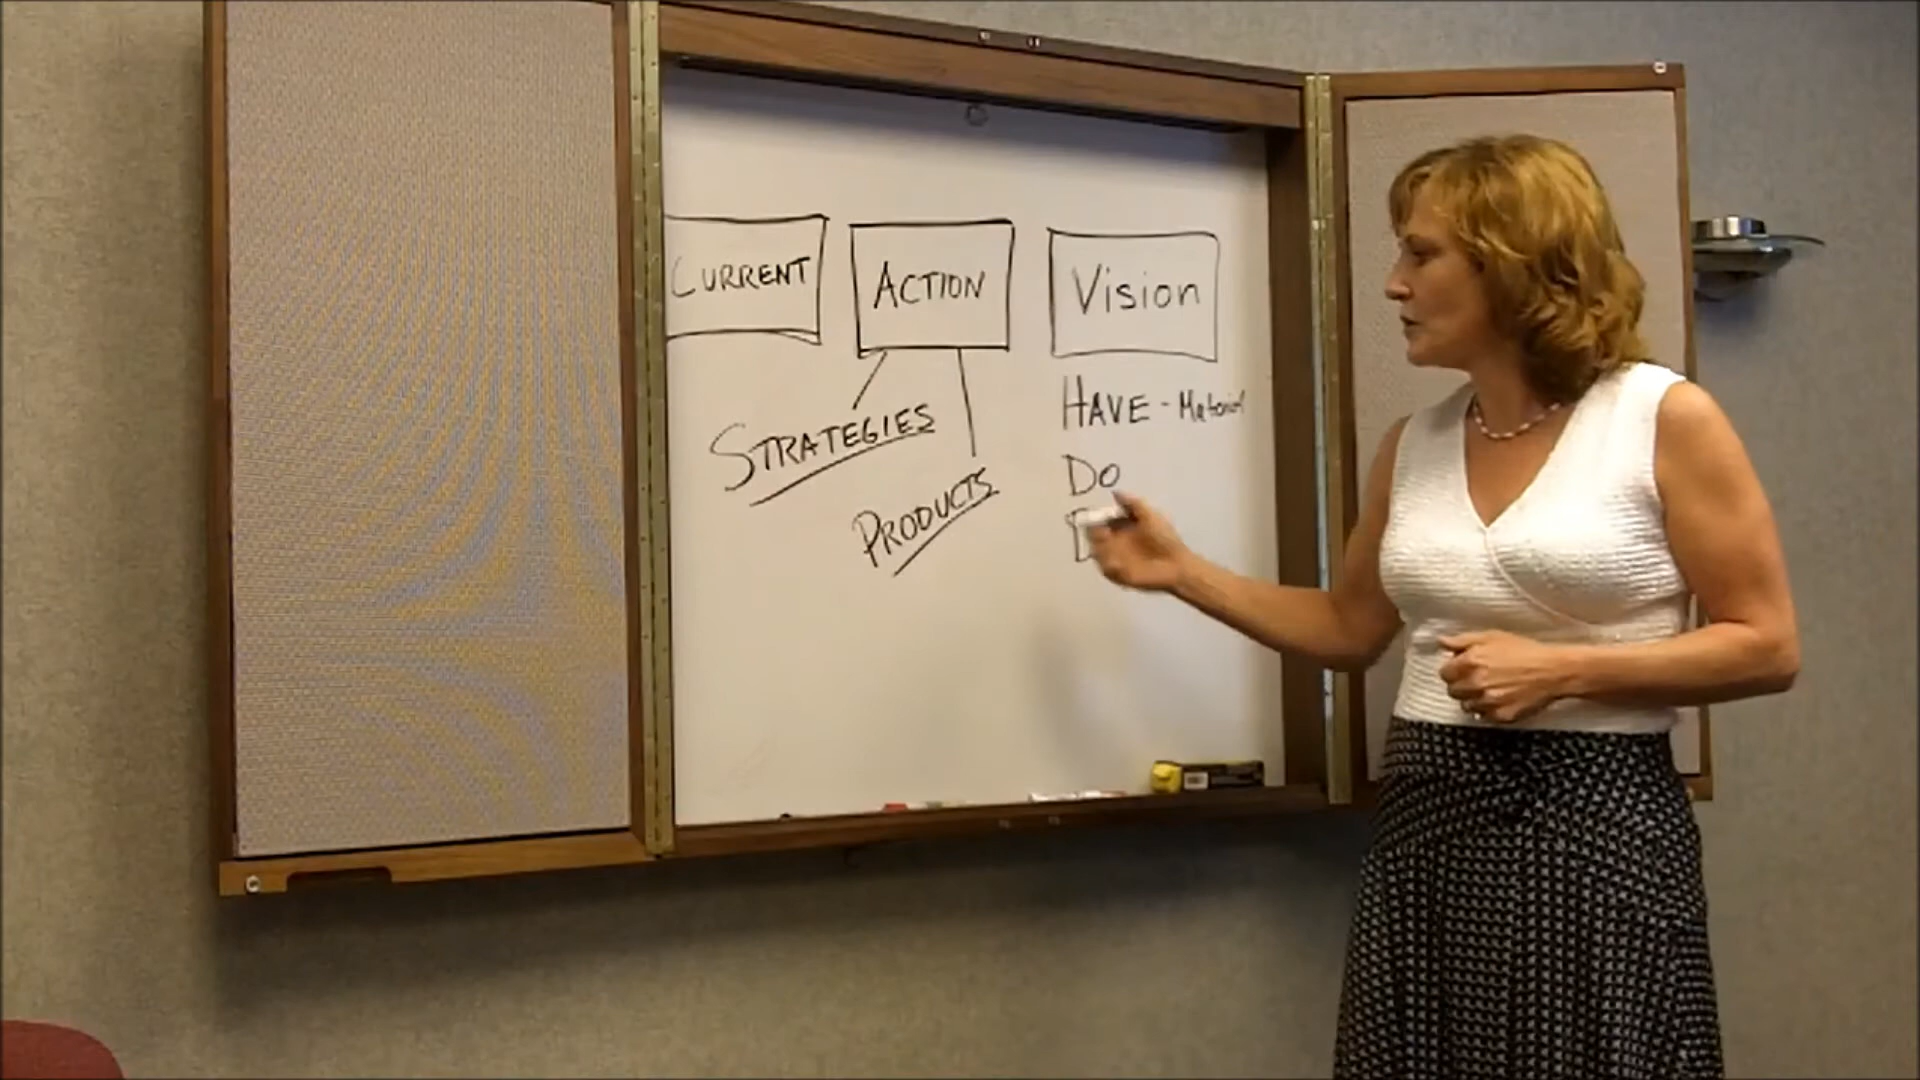 CURRENT
ACTION
Vision
STRATEGIES
PRODUCTS
HAVE - Material
DO